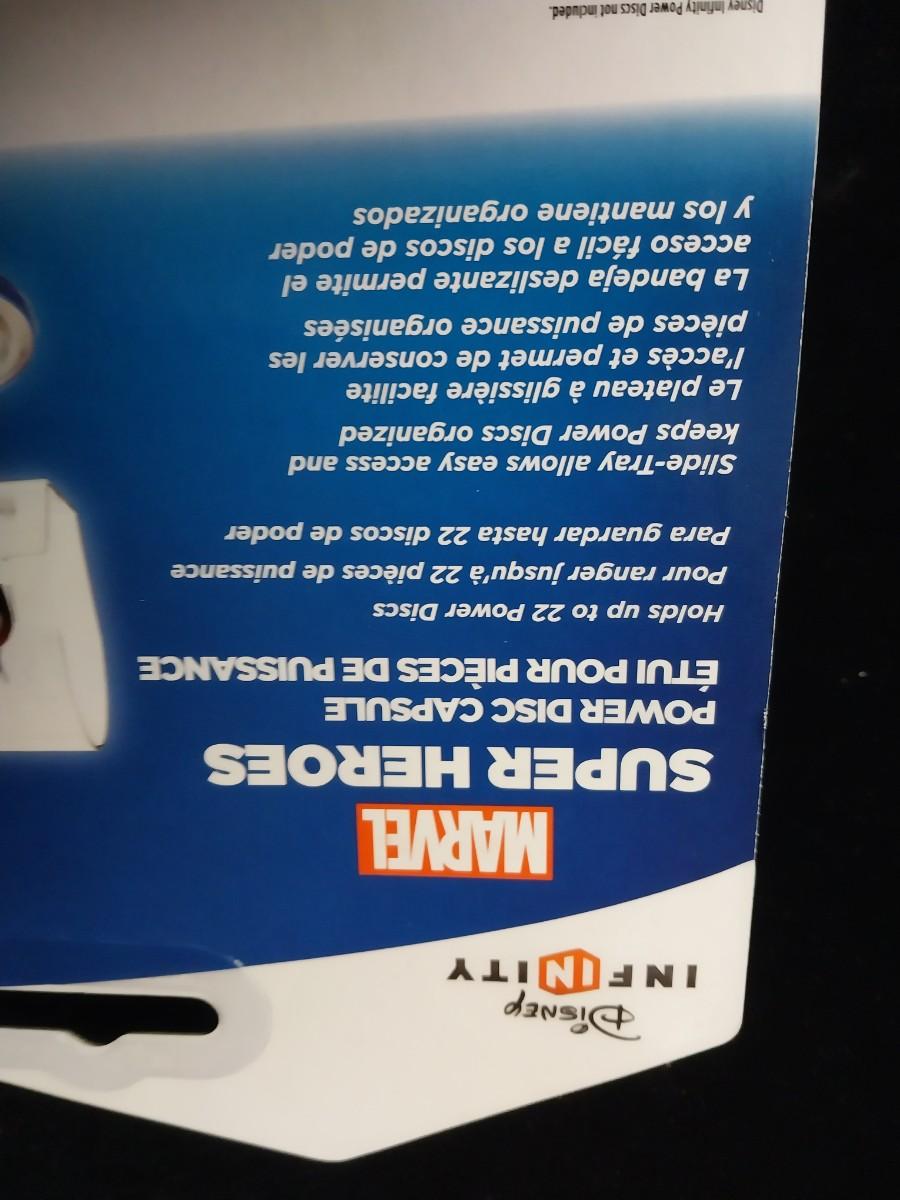 Disney
INFINITY
MARVEL
SUPER HEROES
POWER DISC CAPSULE
ÉTUI POUR PIÈCES DE PUISSANCE
Holds up to 22 Power Discs
Pour ranger jusqu'à 22 pièces de puissance
Para guardar hasta 22 discos de poder
Slide-Tray allows easy access and
keeps Power Discs organized
Le plateau à glissière facilite
l'accès et permet de conserver les
pièces de puissance organisées
La bandeja deslizante permite el
acceso fácil a los discos de poder
y los mantiene organizados
Disney Infinity Power Discs not included.